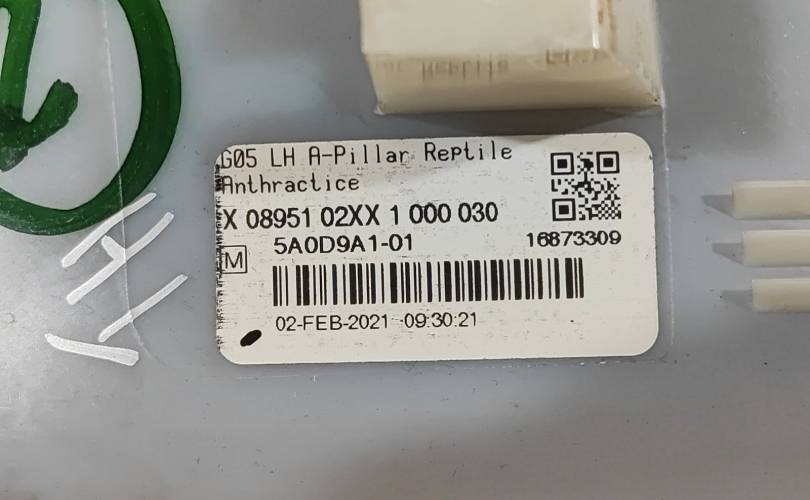 G05 LH A-Pillar Reptile
Anthractice
X 08951 02XX 1 000 030
5A0D9A1-01 16873309
M
02-FEB-2021 09:30:21
LH